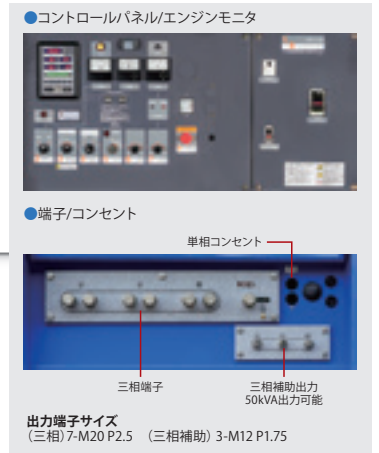 ●コントロールパネル/エンジンモニタ
●端子/コンセント
単相コンセント
三相端子
三相補助出力
50kVA出力可能
出力端子サイズ
(三相)7-M20 P2.5 (三相補助) 3-M12 P1.75